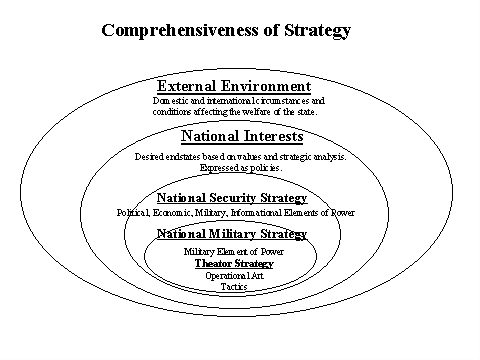 Comprehensiveness of Strategy
External Environment
Domestic and international circumstances and
conditions affecting the welfare of the state.
National Interests
Desired endstates based on values and strategic analysis.
Expressed as policies.
National Security Strategy
Political, Economic, Military, Informational Elements of Power
National Military Strategy
Military Element of Power
Theator Strategy
Operational Art
Tactics